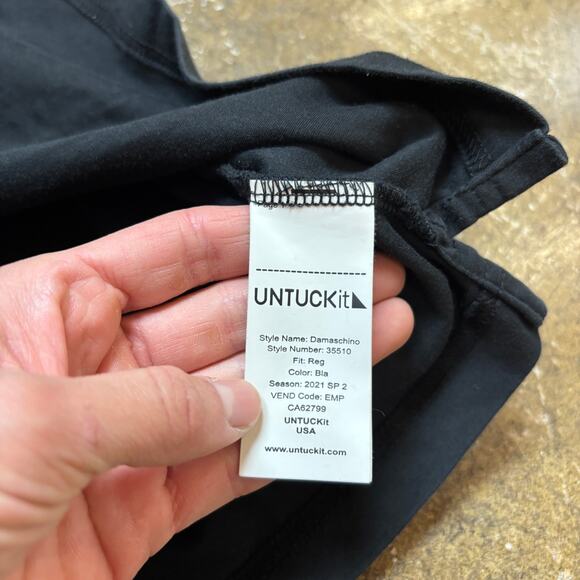 UNTUCKit
Style Name: Damaschino
Style Number: 35510
Fit: Reg
Color: Bla
Season: 2021 SP 2
VEND Code: EMP
CA62799
UNTUCKit
USA
www.untuckit.com